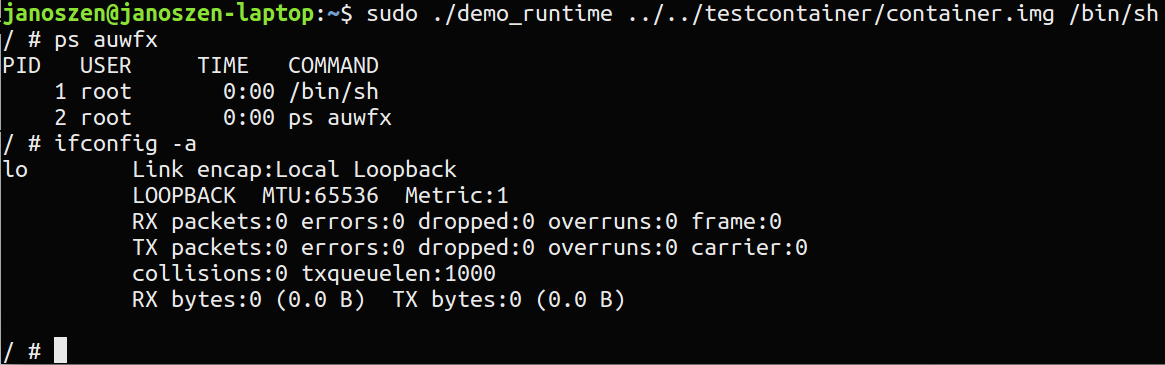 janoszen@janoszen-laptop:~$ sudo ./demo_runtime ../../testcontainer/container.img /bin/sh
/ # ps auwfx
PID   USER     TIME   COMMAND
    1 root       0:00 /bin/sh
    2 root       0:00 ps auwfx
/ # ifconfig -a
lo        Link encap:Local Loopback
          LOOPBACK  MTU:65536  Metric:1
          RX packets:0 errors:0 dropped:0 overruns:0 frame:0
          TX packets:0 errors:0 dropped:0 overruns:0 carrier:0
          collisions:0 txqueuelen:1000
          RX bytes:0 (0.0 B)  TX bytes:0 (0.0 B)
/ #